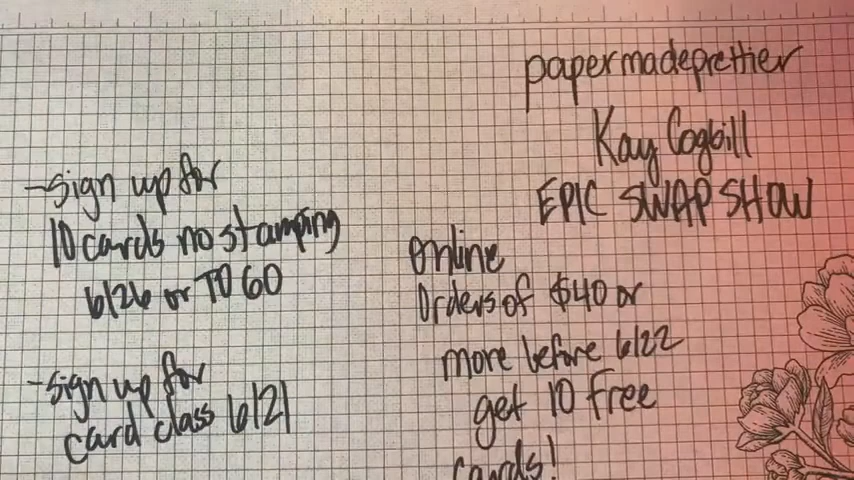 papermadeprettier
Kay Cogbill
EPIC SWAP SHOW
-sign up for
10 cards no stamping
6/26 or TO GO
-sign up for
card class 6/21
online
Orders of $40 or
more before 6/22
get 10 free
cards!